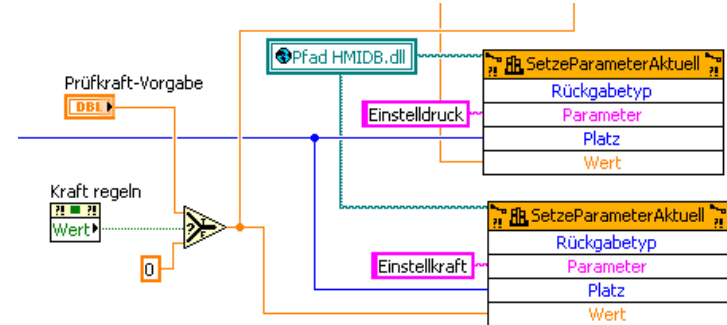 Pfad HMIDB.dll
SetzeParameterAktuell
Prüfkraft-Vorgabe
DBL
Rückgabetyp
Einstelldruck
Parameter
Platz
Wert
Kraft regeln
?! ?!
Wert
?
T
F
0
SetzeParameterAktuell
Rückgabetyp
Einstellkraft
Parameter
Platz
Wert